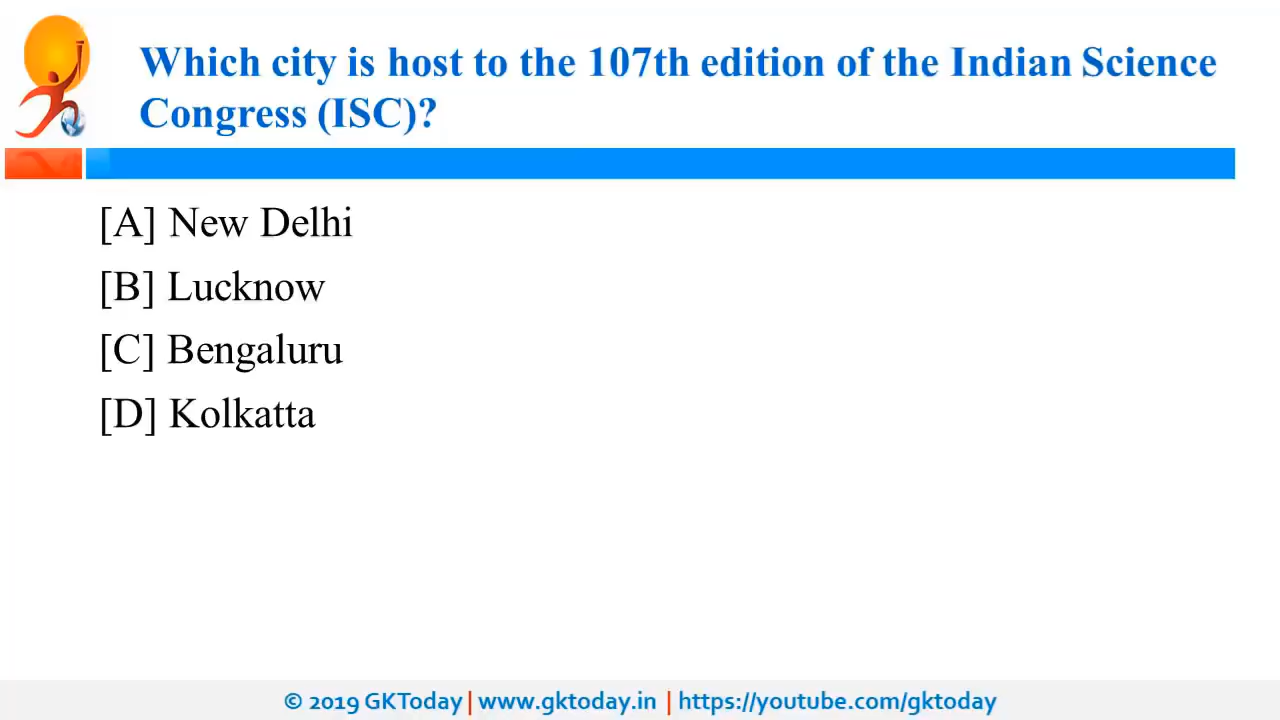 Which city is host to the 107th edition of the Indian Science
Congress (ISC)?
[A] New Delhi
[B] Lucknow
[C] Bengaluru
[D] Kolkatta
© 2019 GKToday | www.gktoday.in | https://youtube.com/gktoday